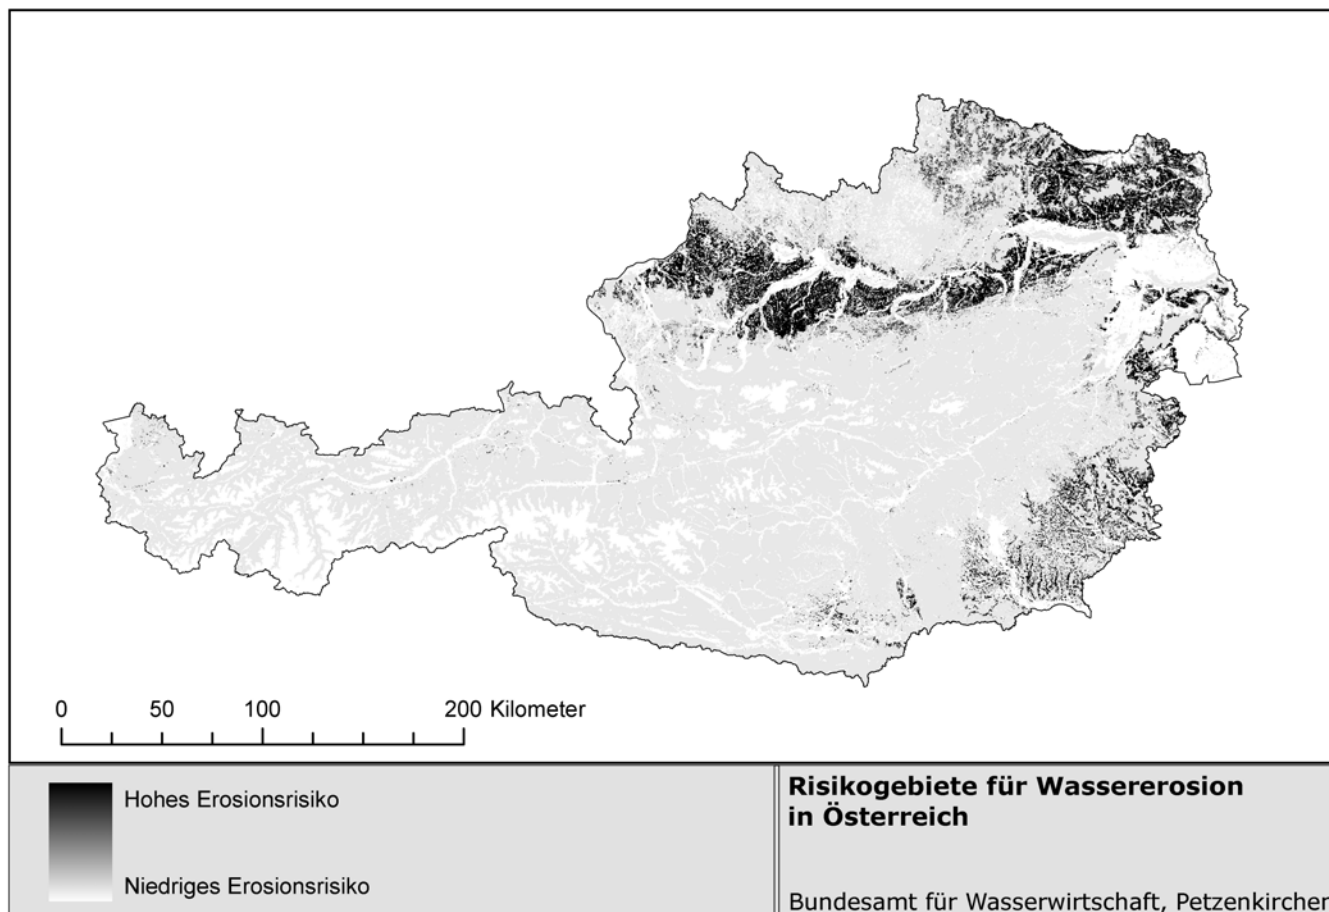 0 50 100 200 Kilometer
Hohes Erosionsrisiko
Niedriges Erosionsrisiko
Risikogebiete für Wassererosion
in Österreich
Bundesamt für Wasserwirtschaft, Petzenkirchen